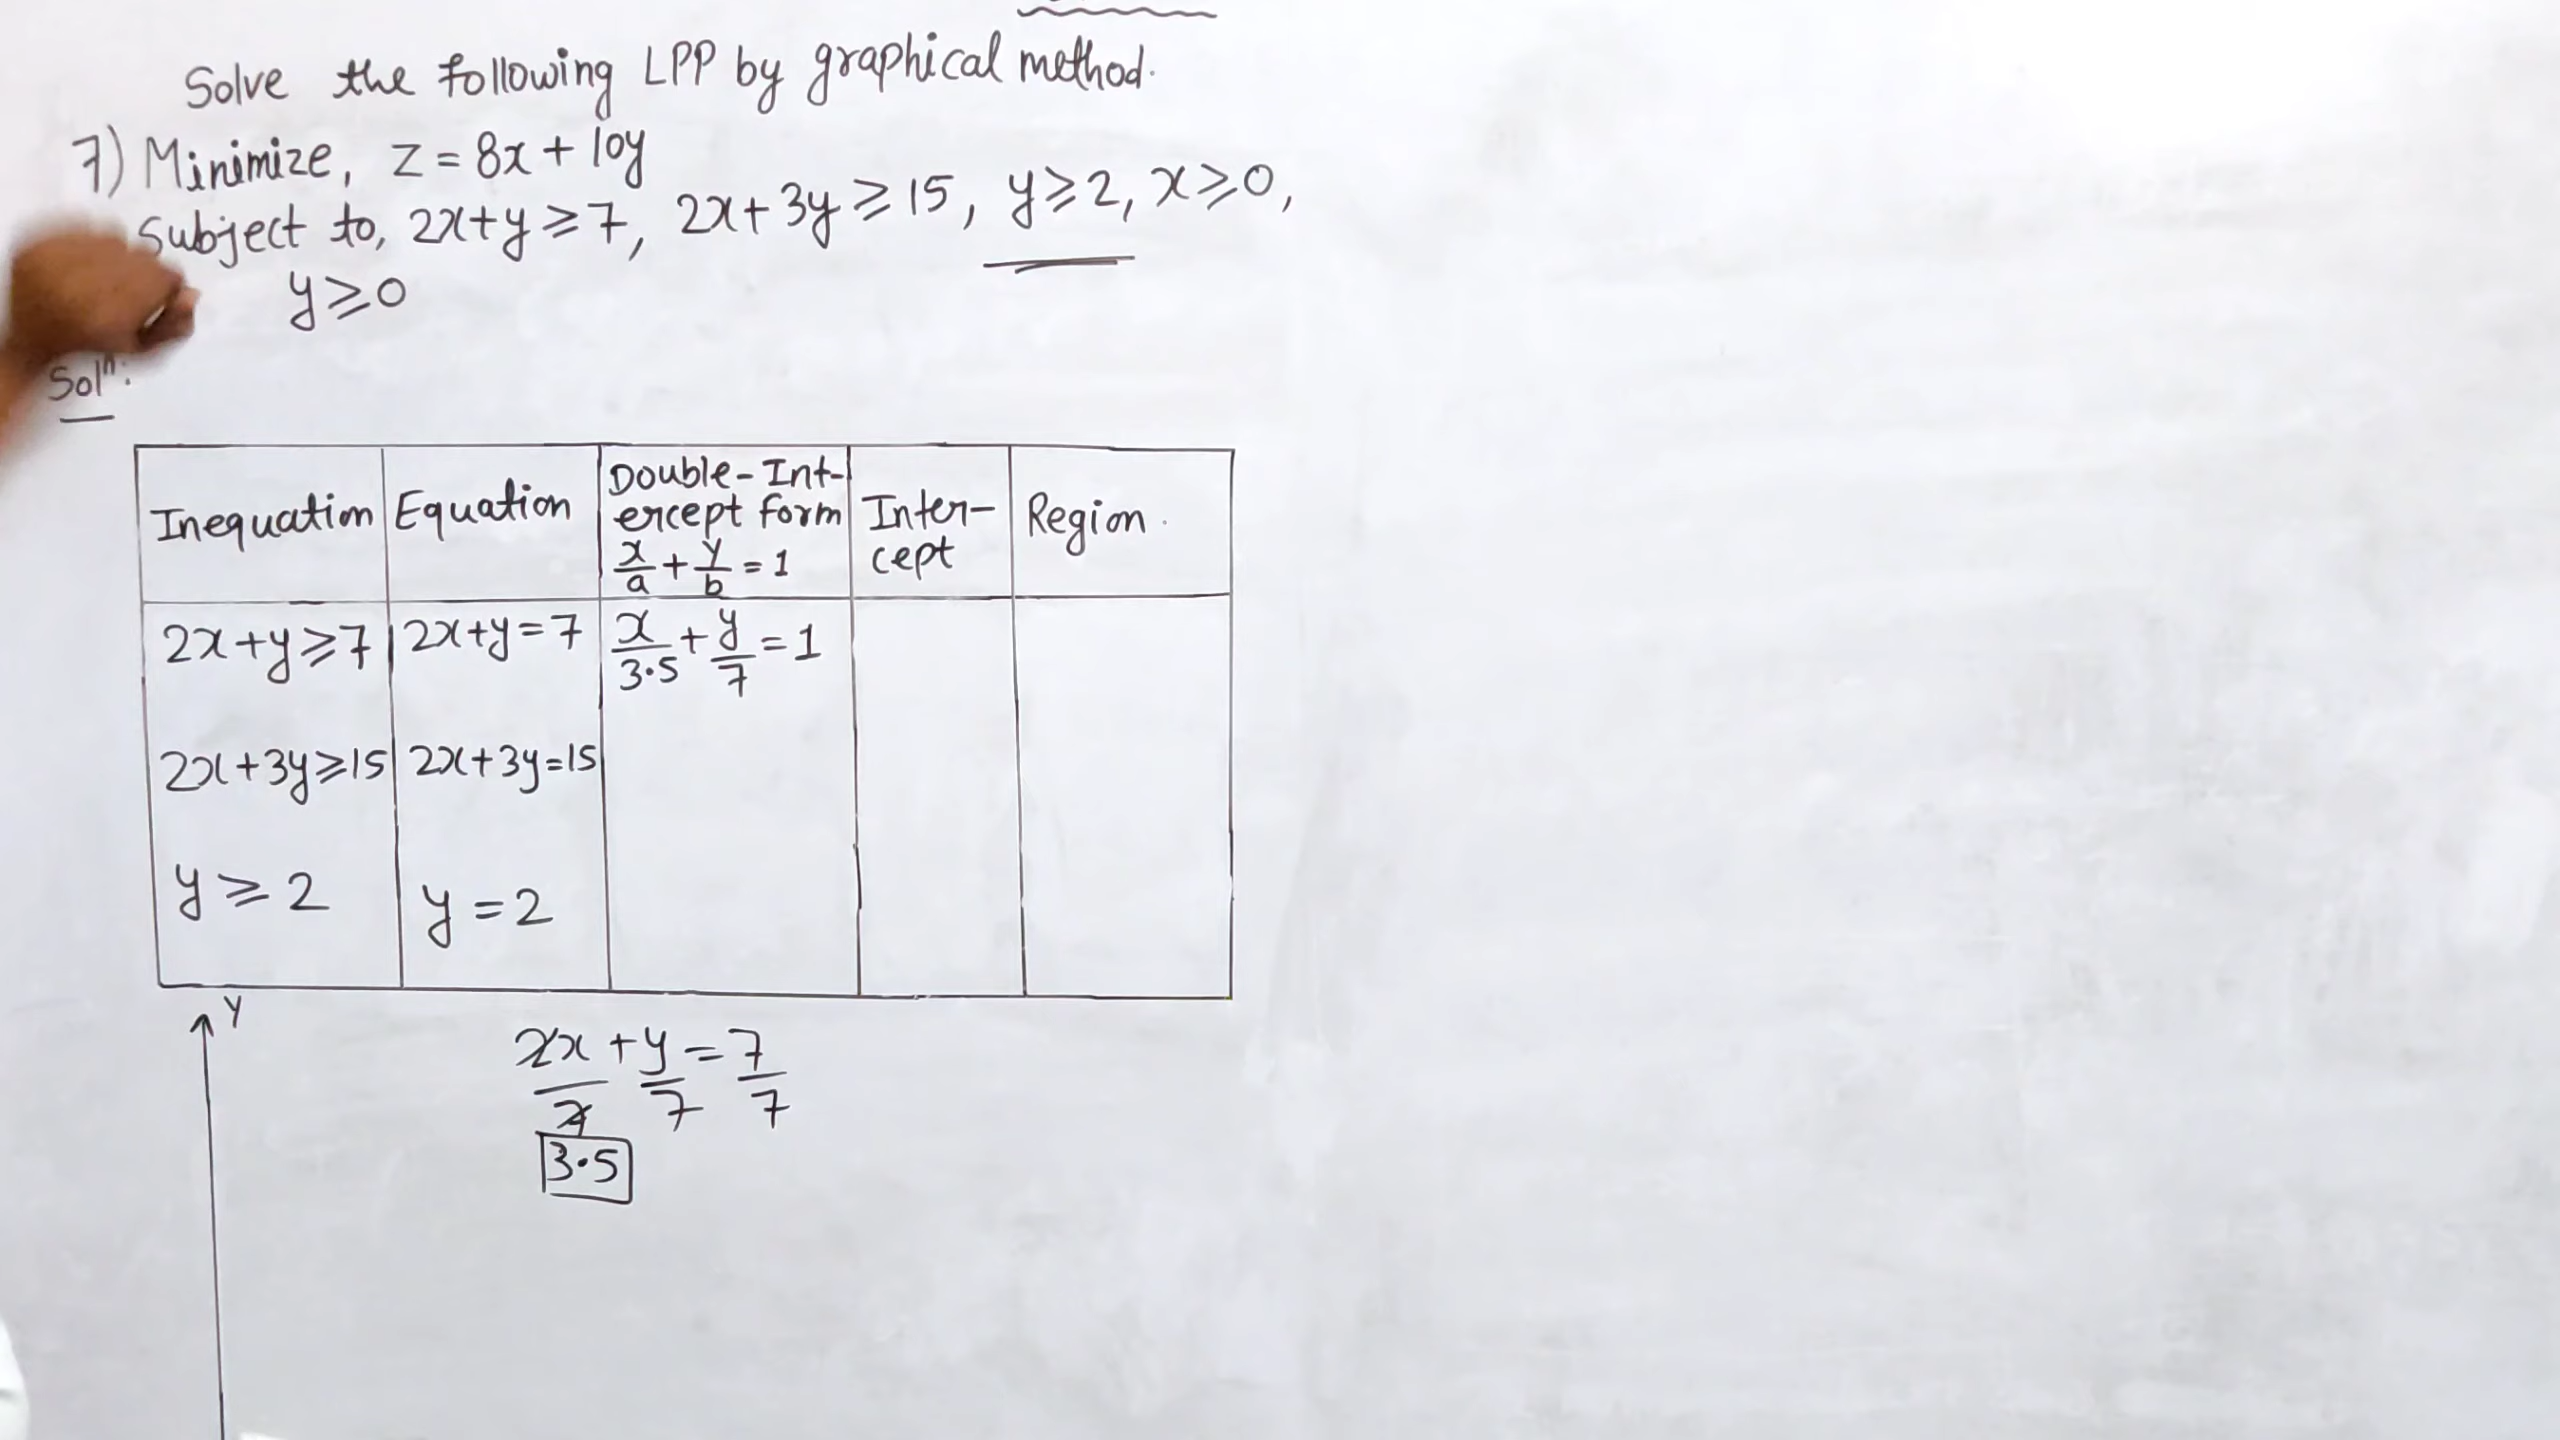 Solve the following LPP by graphical method.
7) Minimize, z = 8x + 10y
Subject to, 2x+y ≥ 7, 2x+3y ≥ 15, y ≥ 2, x ≥ 0,
y ≥ 0
Solⁿ:
Inequation Equation Double-Int-ercept form x/a + y/b = 1 Inter-cept Region
2x+y ≥ 7 2x+y = 7 x/3.5 + y/7 = 1
2x+3y ≥ 15 2x+3y = 15
y ≥ 2 y = 2
Y
2x/7 + y/7 = 7/7
3.5